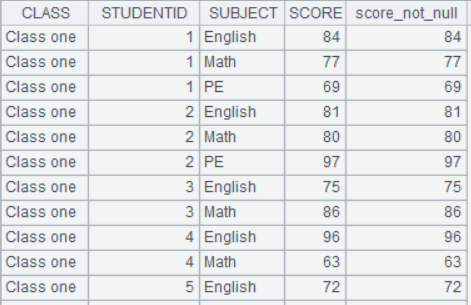 CLASS STUDENTID SUBJECT SCORE score_not_null
Class one 1 English 84 84
Class one 1 Math 77 77
Class one 1 PE 69 69
Class one 2 English 81 81
Class one 2 Math 80 80
Class one 2 PE 97 97
Class one 3 English 75 75
Class one 3 Math 86 86
Class one 4 English 96 96
Class one 4 Math 63 63
Class one 5 English 72 72